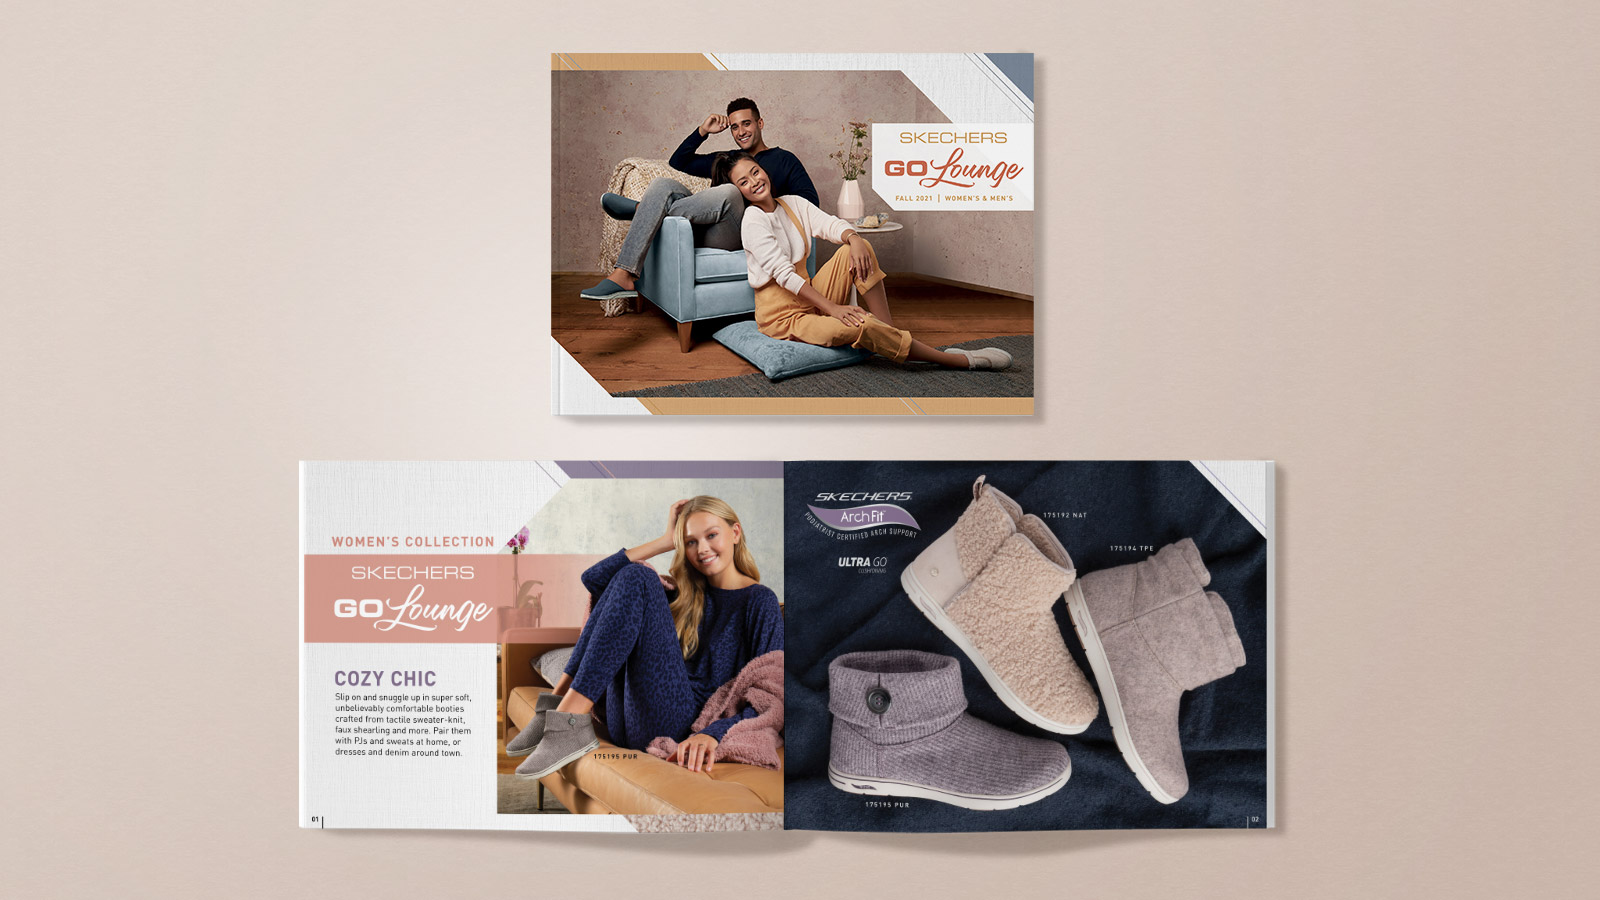 SKECHERS
GO Lounge
FALL 2021 | WOMEN'S & MEN'S
WOMEN'S COLLECTION
SKECHERS
GO Lounge
COZY CHIC
Slip on and snuggle up in super soft,
unbelievably comfortable booties
crafted from tactile sweater-knit,
faux shearling and more. Pair them
with PJs and sweats at home, or
dresses and denim around town.
175195 PUR
01
SKECHERS
Arch Fit
PODIATRIST CERTIFIED ARCH SUPPORT
ULTRA GO
CUSHIONING
175192 NAT
175194 TPE
175195 PUR
02